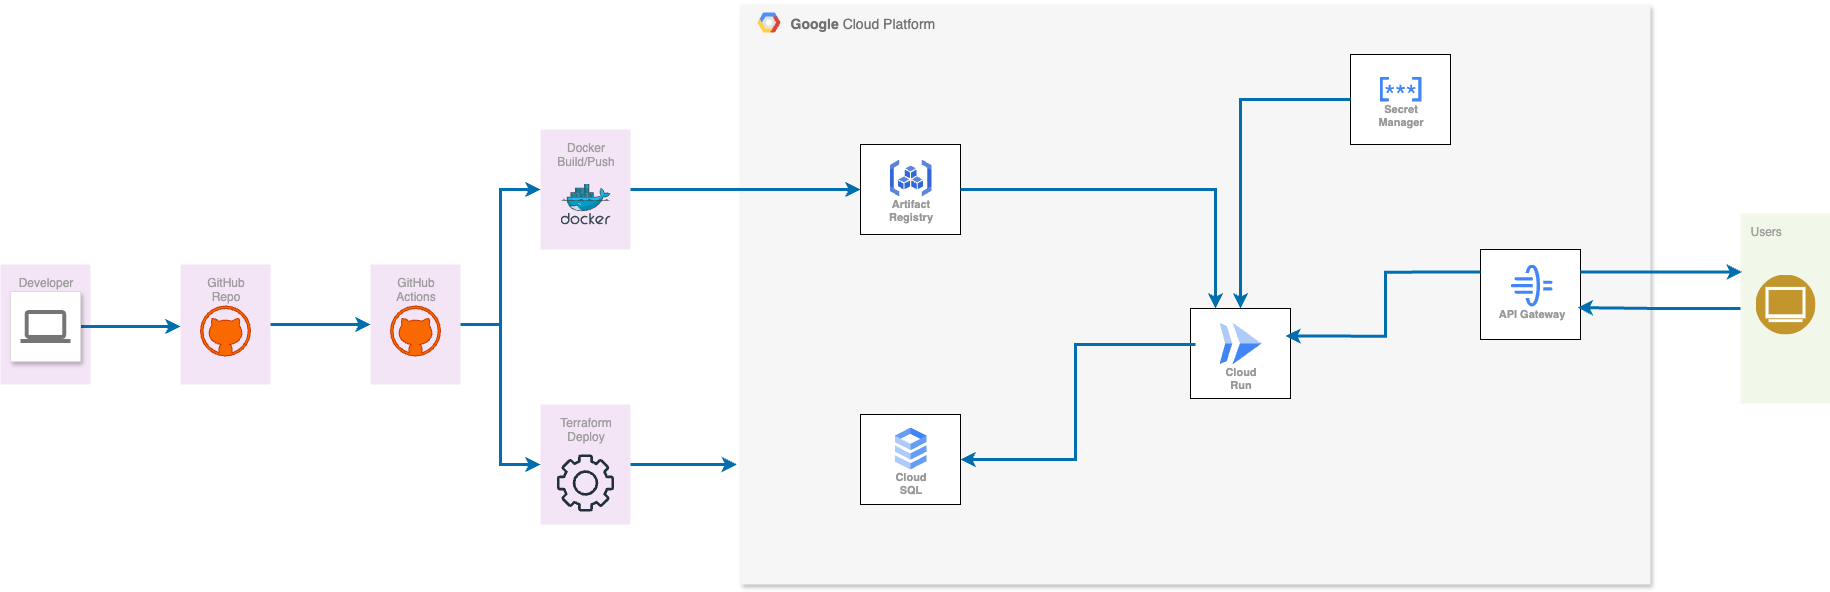 Google Cloud Platform
Secret
Manager
Docker
Build/Push
docker
Artifact
Registry
Users
Developer
GitHub
Repo
GitHub
Actions
API Gateway
Cloud
Run
Terraform
Deploy
Cloud
SQL